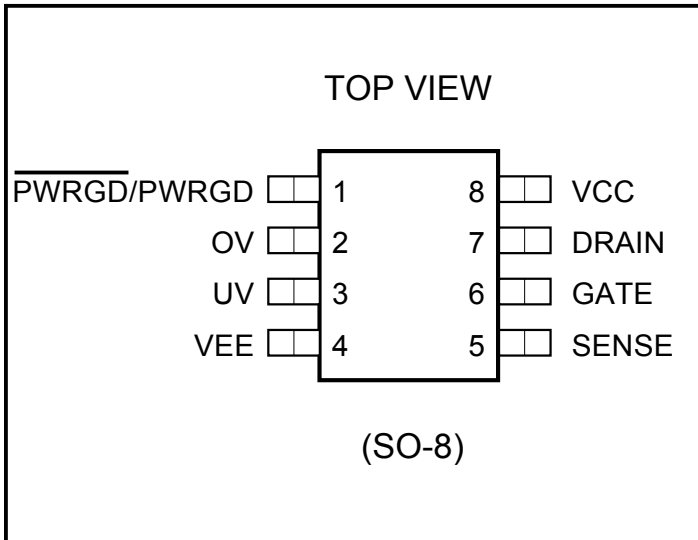 TOP VIEW
PWRGD/PWRGD 1 8 VCC
OV 2 7 DRAIN
UV 3 6 GATE
VEE 4 5 SENSE
(SO-8)